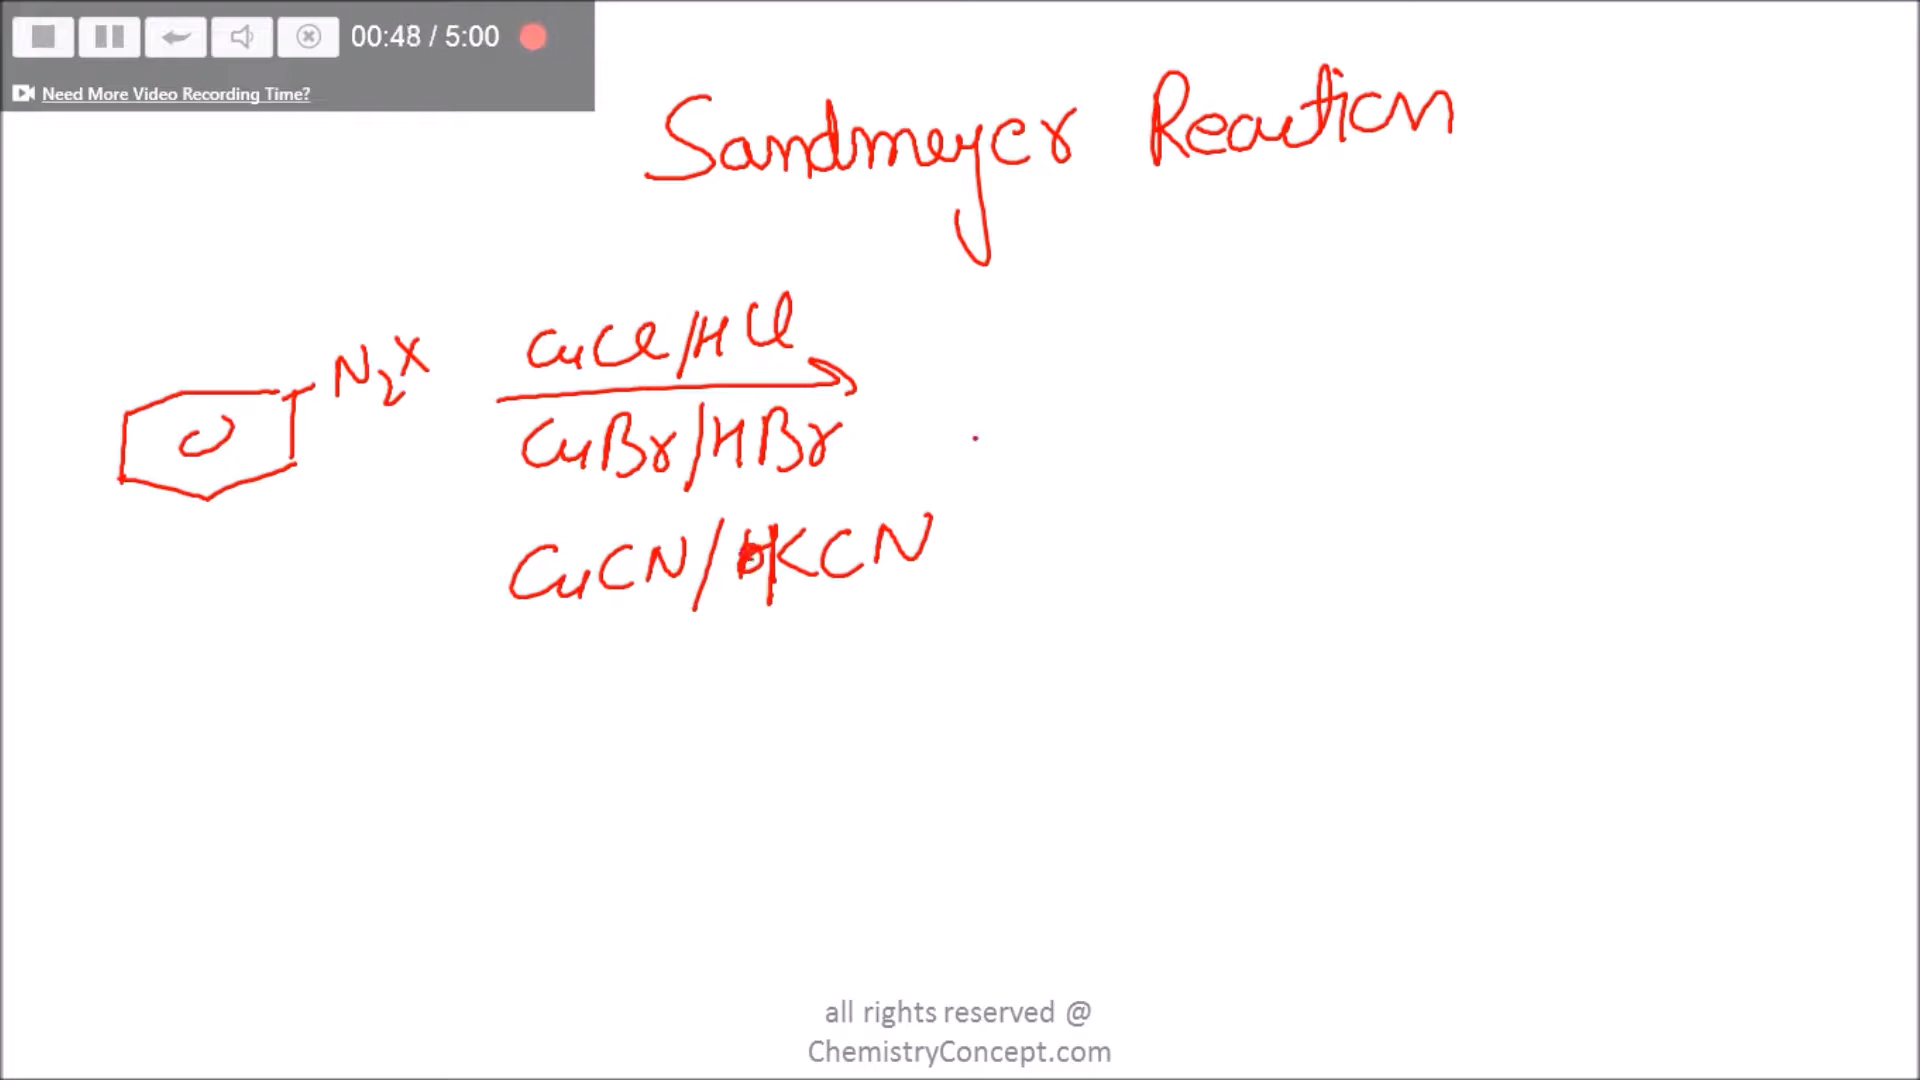 00:48 / 5:00
Need More Video Recording Time?
Sandmeyer Reaction
N2X
CuCl/HCl
CuBr/HBr
CuCN/KCN
all rights reserved @
ChemistryConcept.com